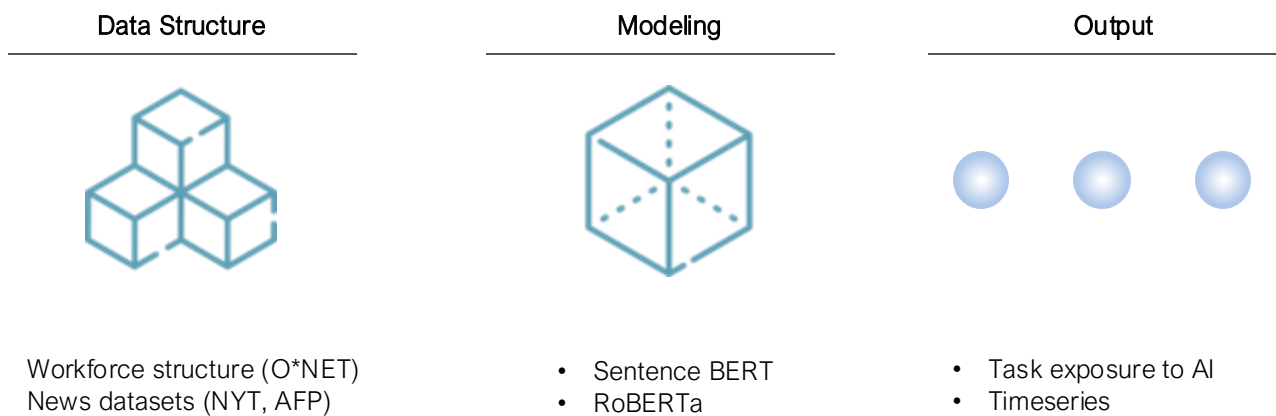 Data Structure
Modeling
Output
Workforce structure (O*NET)
News datasets (NYT, AFP)
• Sentence BERT
• RoBERTa
• Task exposure to AI
• Timeseries